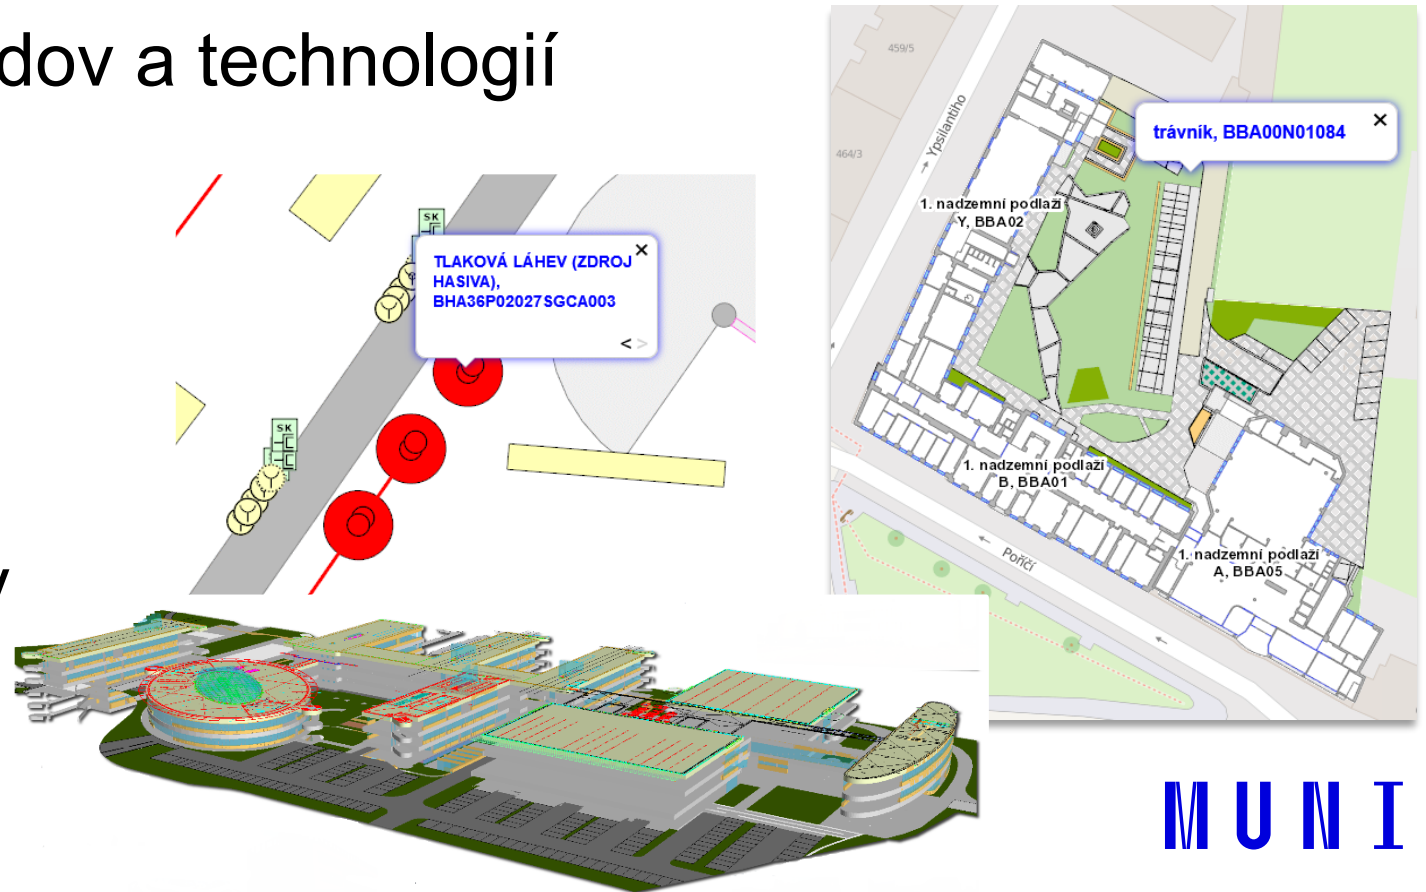 dov a technologií
SK
TLAKOVÁ LÁHEV (ZDROJ
HASIVA),
BHA36P02027SGCA003
< >
SK
459/5
464/3
Ypsilantiho
trávník, BBA00N01084
1. nadzemní podlaží
Y, BBA02
1. nadzemní podlaží
B, BBA01
1. nadzemní podlaží
A, BBA05
Poříčí
MUNI